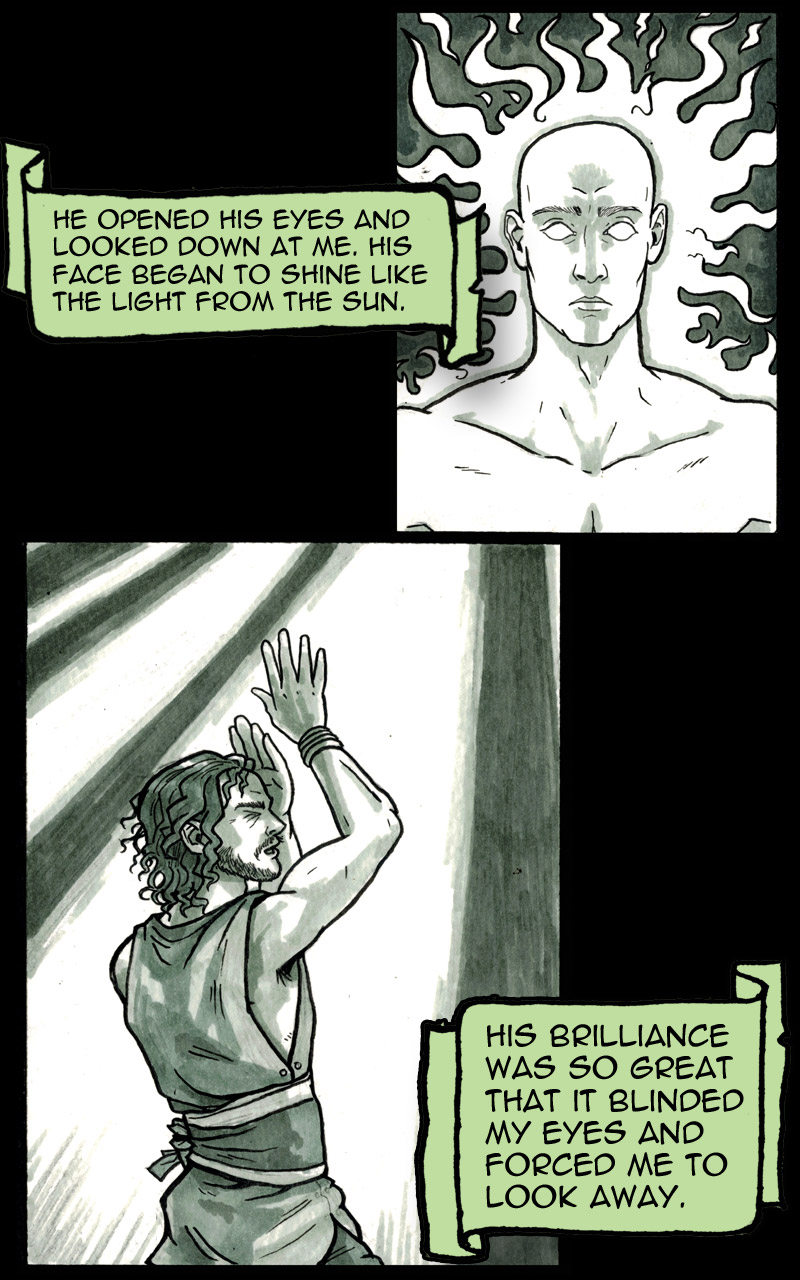 HE OPENED HIS EYES AND
LOOKED DOWN AT ME. HIS
FACE BEGAN TO SHINE LIKE
THE LIGHT FROM THE SUN.
HIS BRILLIANCE
WAS SO GREAT
THAT IT BLINDED
MY EYES AND
FORCED ME TO
LOOK AWAY.